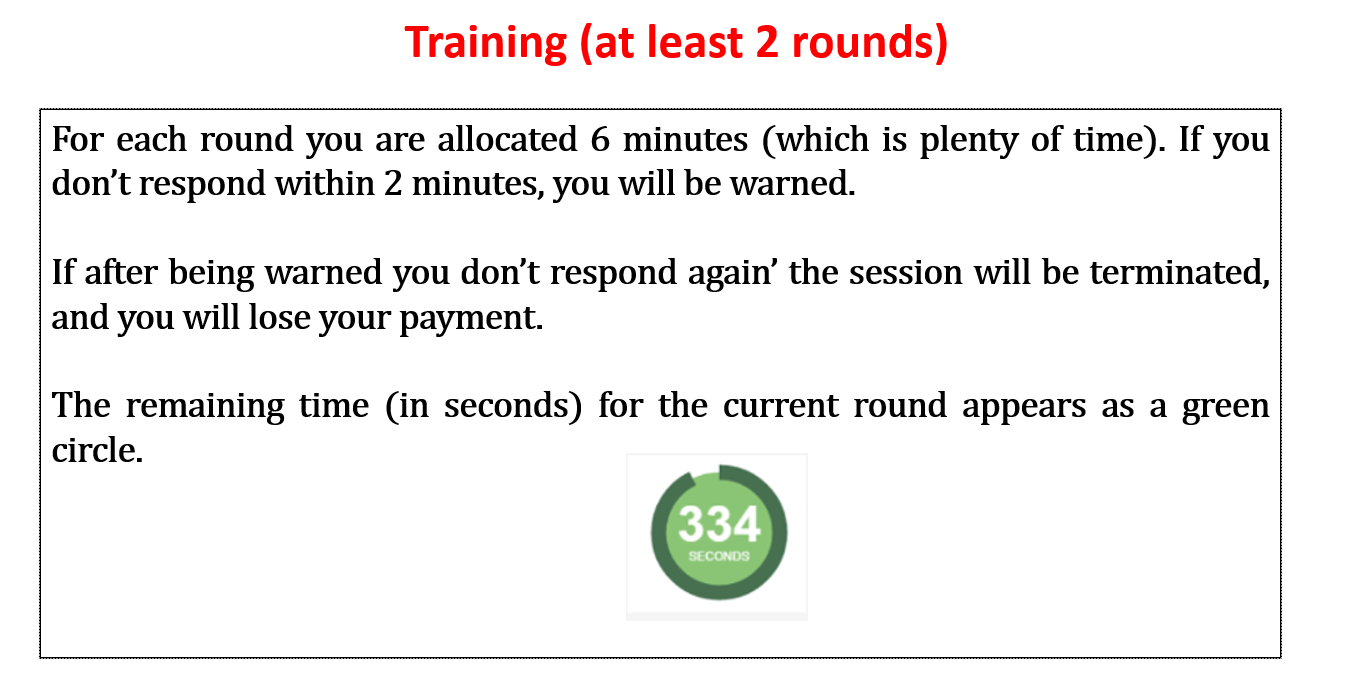 Training (at least 2 rounds)
For each round you are allocated 6 minutes (which is plenty of time). If you
don’t respond within 2 minutes, you will be warned.
If after being warned you don’t respond again’ the session will be terminated,
and you will lose your payment.
The remaining time (in seconds) for the current round appears as a green
circle.
334
SECONDS